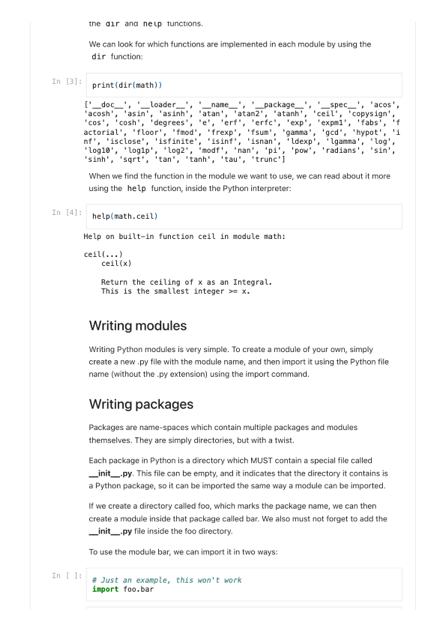 the dir and help functions.
We can look for which functions are implemented in each module by using the
dir function:
In [3]:
print(dir(math))
['__doc__', '__loader__', '__name__', '__package__', '__spec__', 'acos',
'acosh', 'asin', 'asinh', 'atan', 'atan2', 'atanh', 'ceil', 'copysign',
'cos', 'cosh', 'degrees', 'e', 'erf', 'erfc', 'exp', 'expm1', 'fabs', 'f
actorial', 'floor', 'fmod', 'frexp', 'fsum', 'gamma', 'gcd', 'hypot', 'i
nf', 'isclose', 'isfinite', 'isinf', 'isnan', 'ldexp', 'lgamma', 'log',
'log10', 'log1p', 'log2', 'modf', 'nan', 'pi', 'pow', 'radians', 'sin',
'sinh', 'sqrt', 'tan', 'tanh', 'tau', 'trunc']
When we find the function in the module we want to use, we can read about it more
using the help function, inside the Python interpreter:
In [4]:
help(math.ceil)
Help on built-in function ceil in module math:
ceil(...)
ceil(x)
Return the ceiling of x as an Integral.
This is the smallest integer >= x.
Writing modules
Writing Python modules is very simple. To create a module of your own, simply
create a new .py file with the module name, and then import it using the Python file
name (without the .py extension) using the import command.
Writing packages
Packages are name-spaces which contain multiple packages and modules
themselves. They are simply directories, but with a twist.
Each package in Python is a directory which MUST contain a special file called
__init__.py. This file can be empty, and it indicates that the directory it contains is
a Python package, so it can be imported the same way a module can be imported.
If we create a directory called foo, which marks the package name, we can then
create a module inside that package called bar. We also must not forget to add the
__init__.py file inside the foo directory.
To use the module bar, we can import it in two ways:
In [ ]:
# Just an example, this won't work
import foo.bar